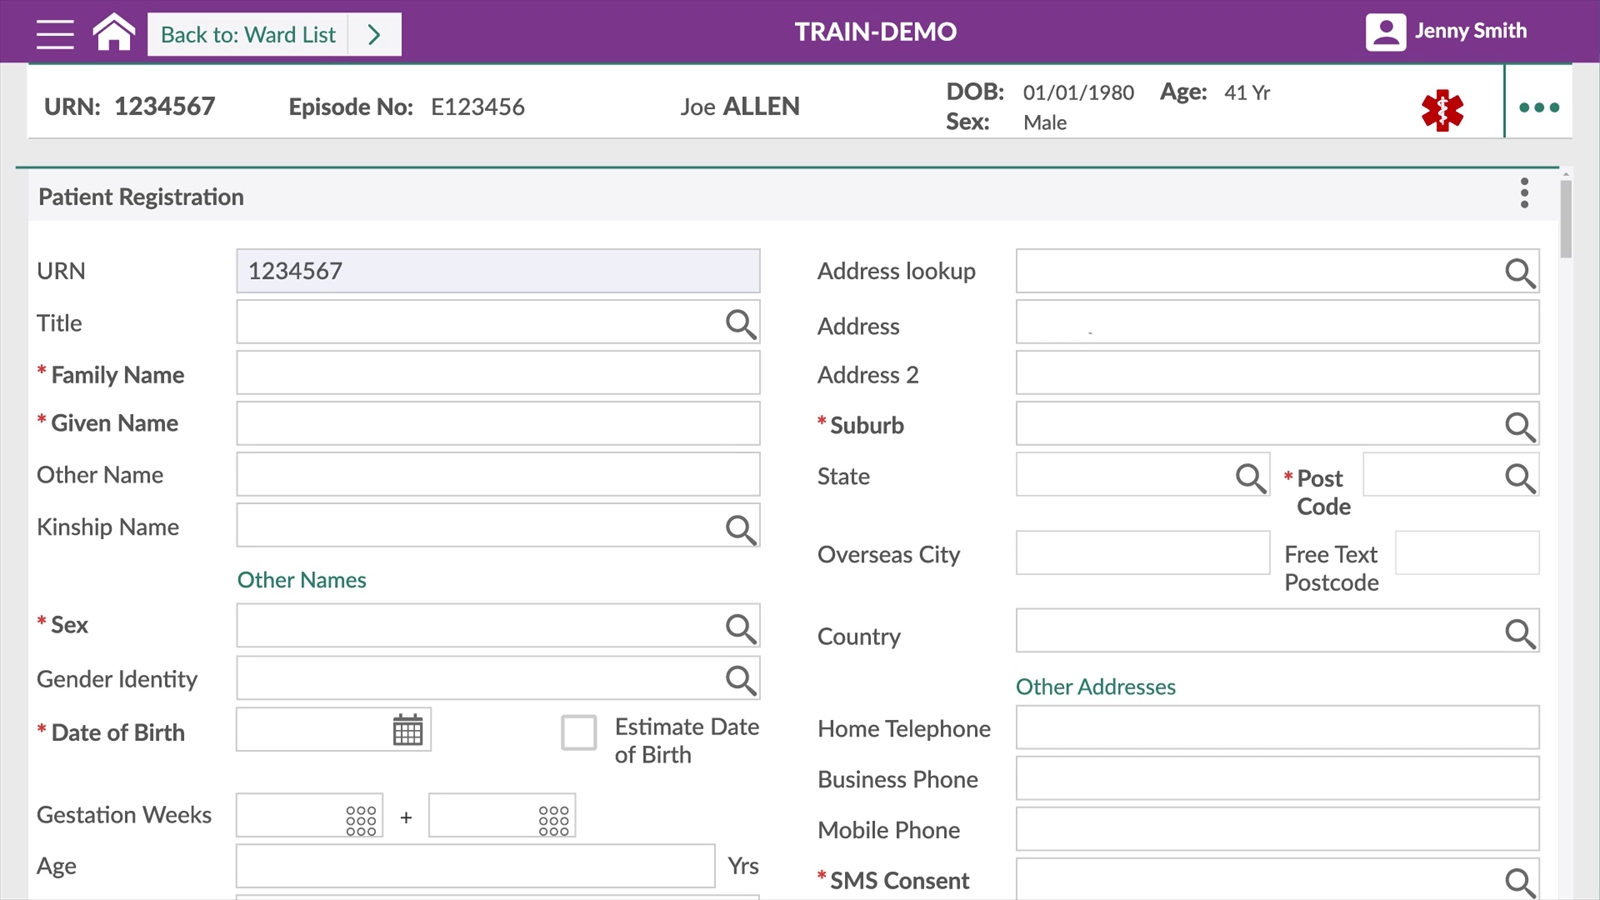 Back to: Ward List
TRAIN-DEMO
Jenny Smith
URN: 1234567
Episode No: E123456
Joe ALLEN
DOB: 01/01/1980 Age: 41 Yr
Sex: Male
Patient Registration
URN 1234567
Title
* Family Name
* Given Name
Other Name
Kinship Name
Other Names
* Sex
Gender Identity
* Date of Birth
Estimate Date
of Birth
Gestation Weeks +
Age Yrs
Address lookup
Address
Address 2
* Suburb
State
* Post
Code
Overseas City
Free Text
Postcode
Country
Other Addresses
Home Telephone
Business Phone
Mobile Phone
* SMS Consent